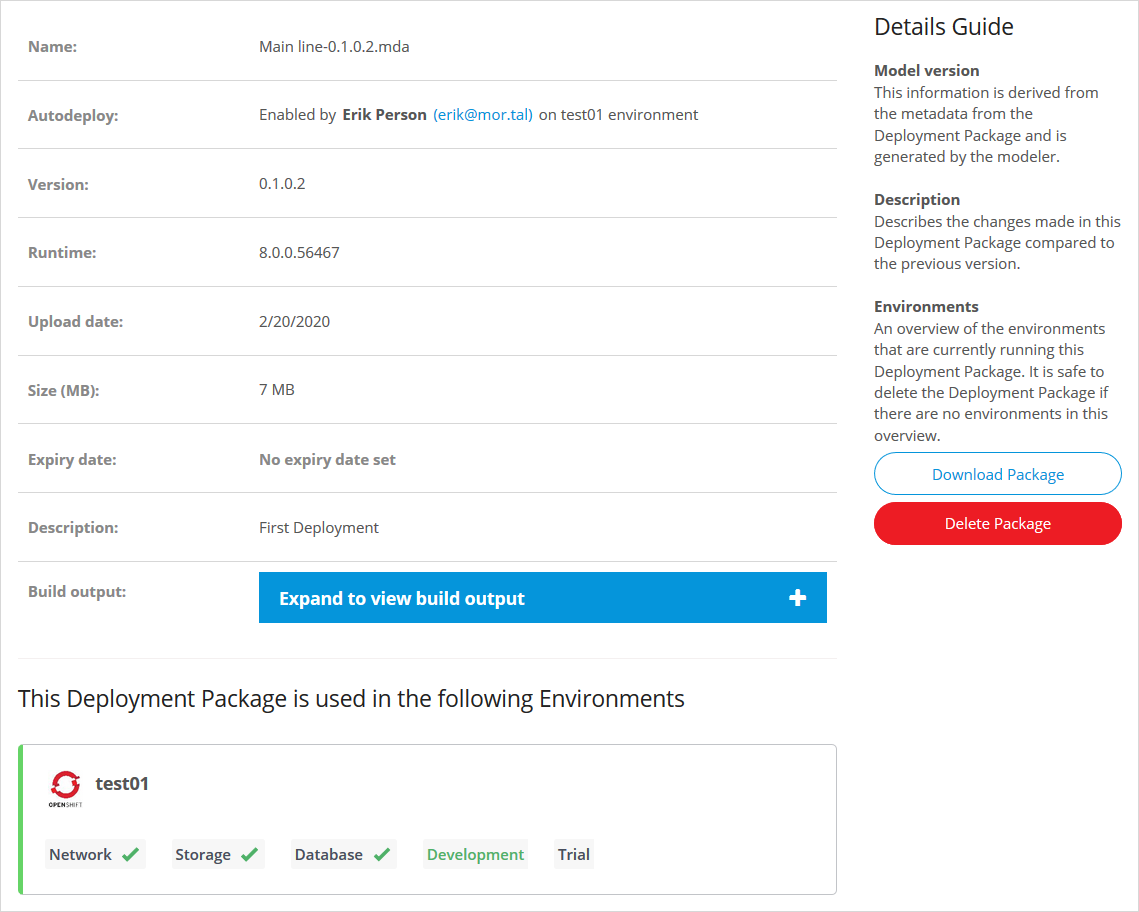 Name: Main line-0.1.0.2.mda
Autodeploy: Enabled by Erik Person (erik@mor.tal) on test01 environment
Version: 0.1.0.2
Runtime: 8.0.0.56467
Upload date: 2/20/2020
Size (MB): 7 MB
Expiry date: No expiry date set
Description: First Deployment
Build output: Expand to view build output
This Deployment Package is used in the following Environments
OPENSHIFT
test01
Network
Storage
Database
Development
Trial
Details Guide
Model version
This information is derived from
the metadata from the
Deployment Package and is
generated by the modeler.
Description
Describes the changes made in this
Deployment Package compared to
the previous version.
Environments
An overview of the environments
that are currently running this
Deployment Package. It is safe to
delete the Deployment Package if
there are no environments in this
overview.
Download Package
Delete Package